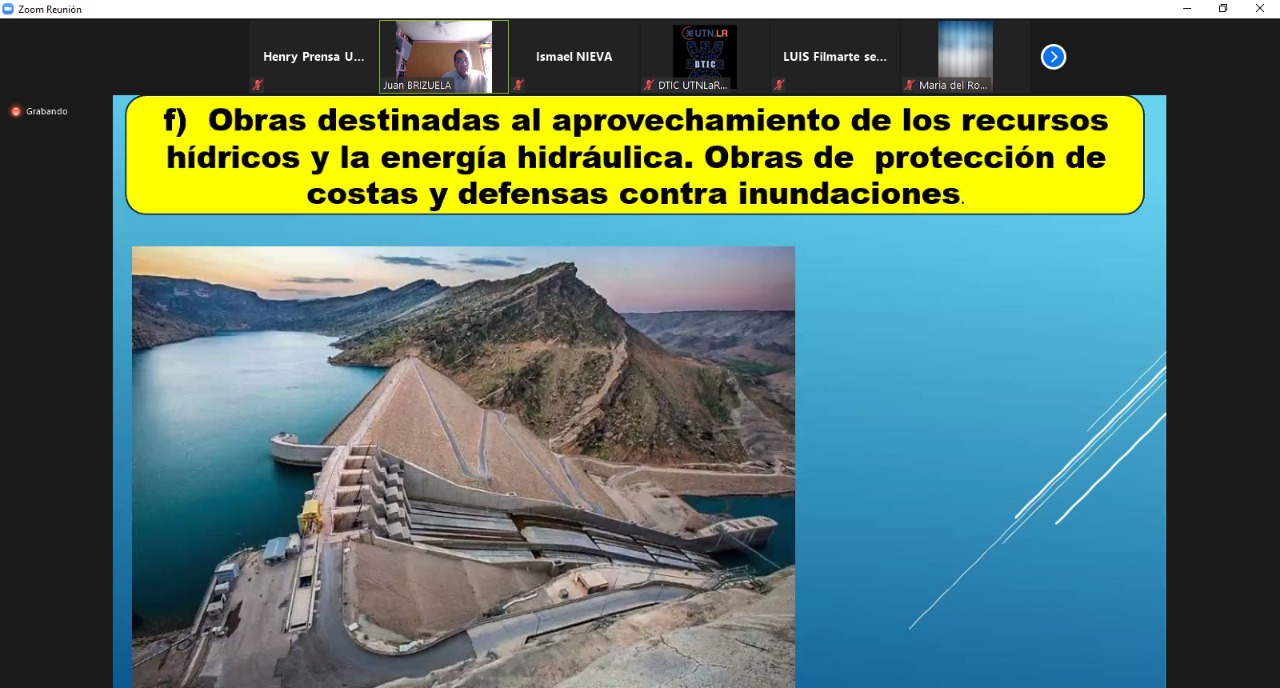 Zoom Reunión
Henry Prensa U...
Juan BRIZUELA
Ismael NIEVA
UTN.LR
DTIC
DTIC UTNLaR...
LUIS Filmarte se...
Maria del Ro...
Grabando
f) Obras destinadas al aprovechamiento de los recursos
hídricos y la energía hidráulica. Obras de protección de
costas y defensas contra inundaciones.